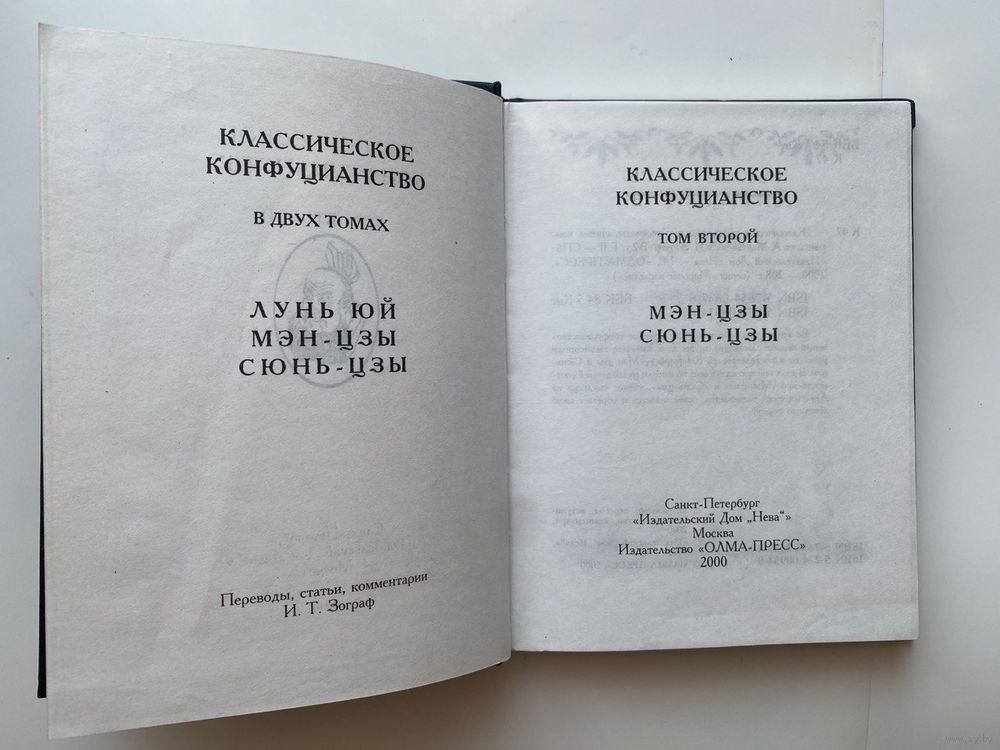 КЛАССИЧЕСКОЕ
КОНФУЦИАНСТВО
В ДВУХ ТОМАХ
ЛУНЬ ЮЙ
МЭН-ЦЗЫ
СЮНЬ-ЦЗЫ
Переводы, статьи, комментарии
И. Т. Зограф
КЛАССИЧЕСКОЕ
КОНФУЦИАНСТВО
ТОМ ВТОРОЙ
МЭН-ЦЗЫ
СЮНЬ-ЦЗЫ
Санкт-Петербург
«Издательский Дом „Нева“»
Москва
Издательство «ОЛМА-ПРЕСС»
2000